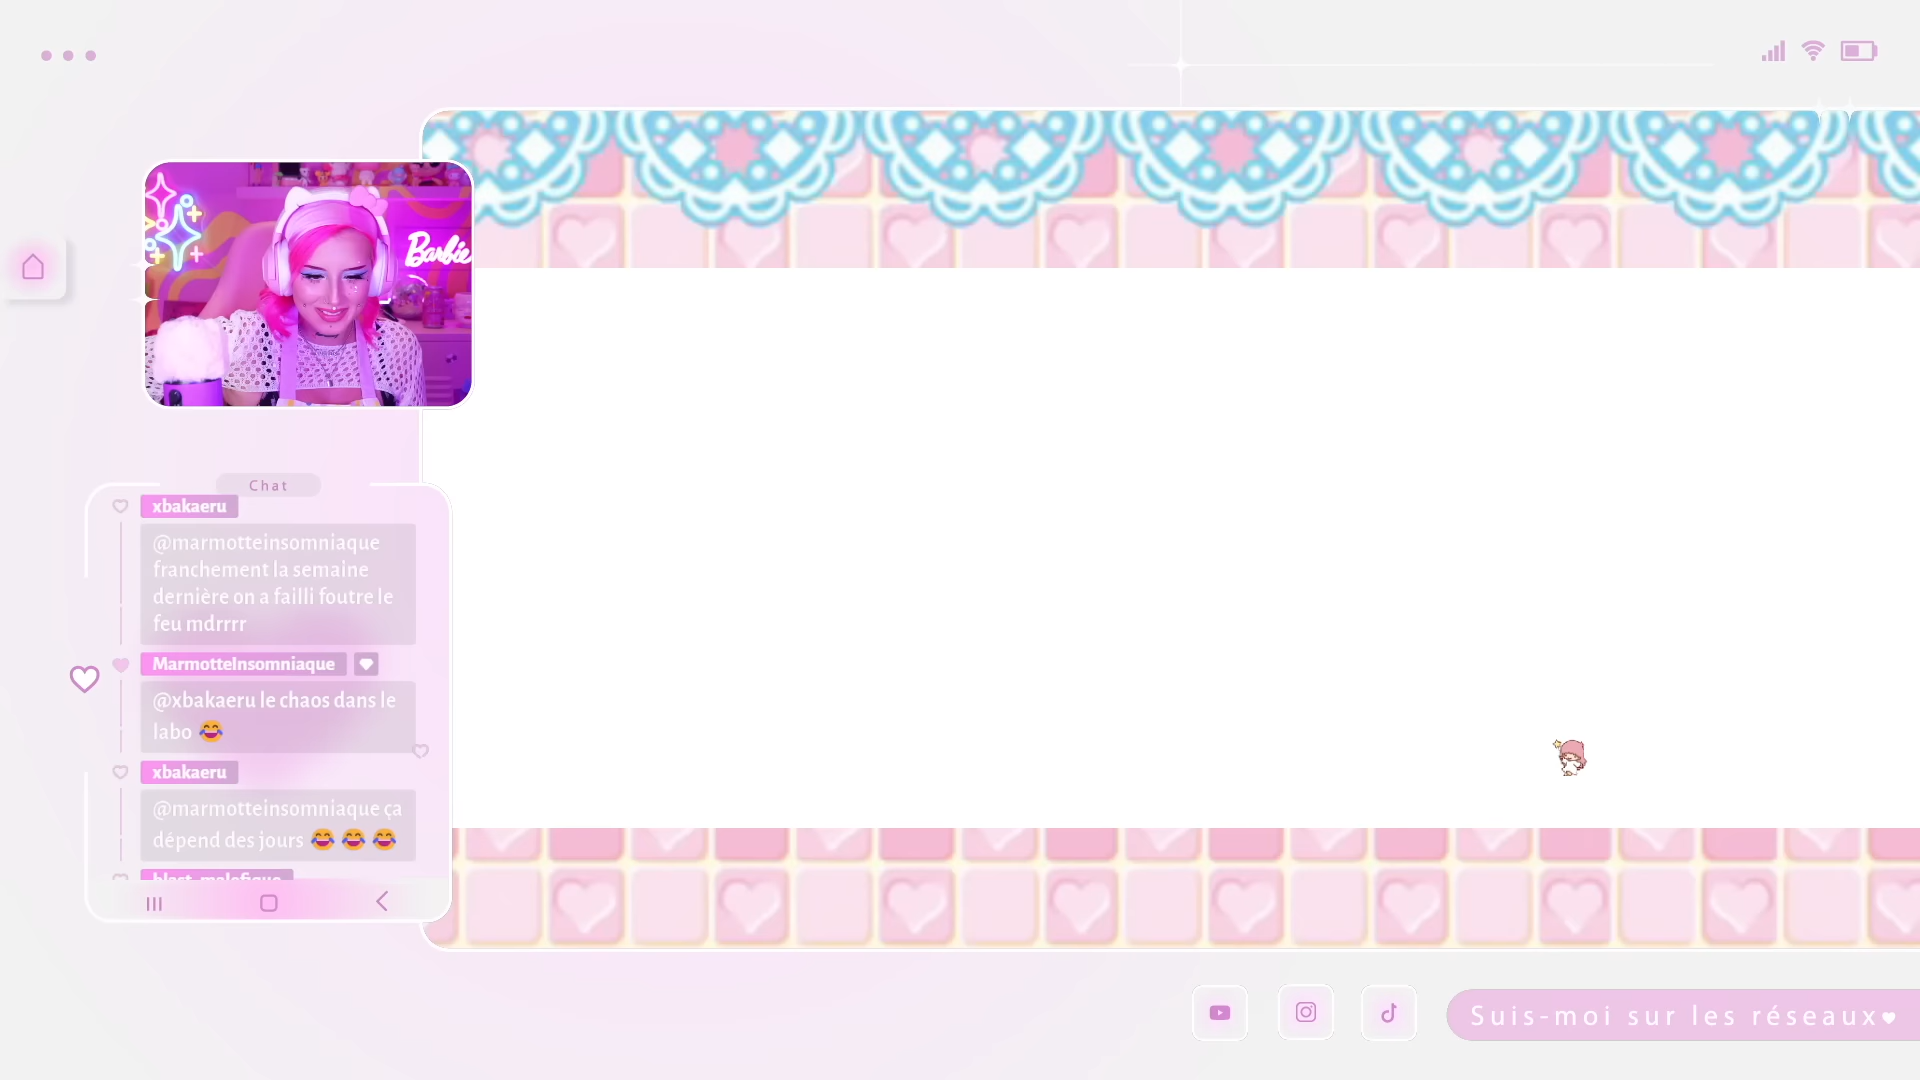 Barbie
Chat
xbakaeru
@marmotteinsomniaque
franchement la semaine
dernière on a failli foutre le
feu mdrrrr
MarmotteInsomniaque
@xbakaeru le chaos dans le
labo 😂
xbakaeru
@marmotteinsomniaque ça
dépend des jours 😂 😂 😂
Suis-moi sur les réseaux